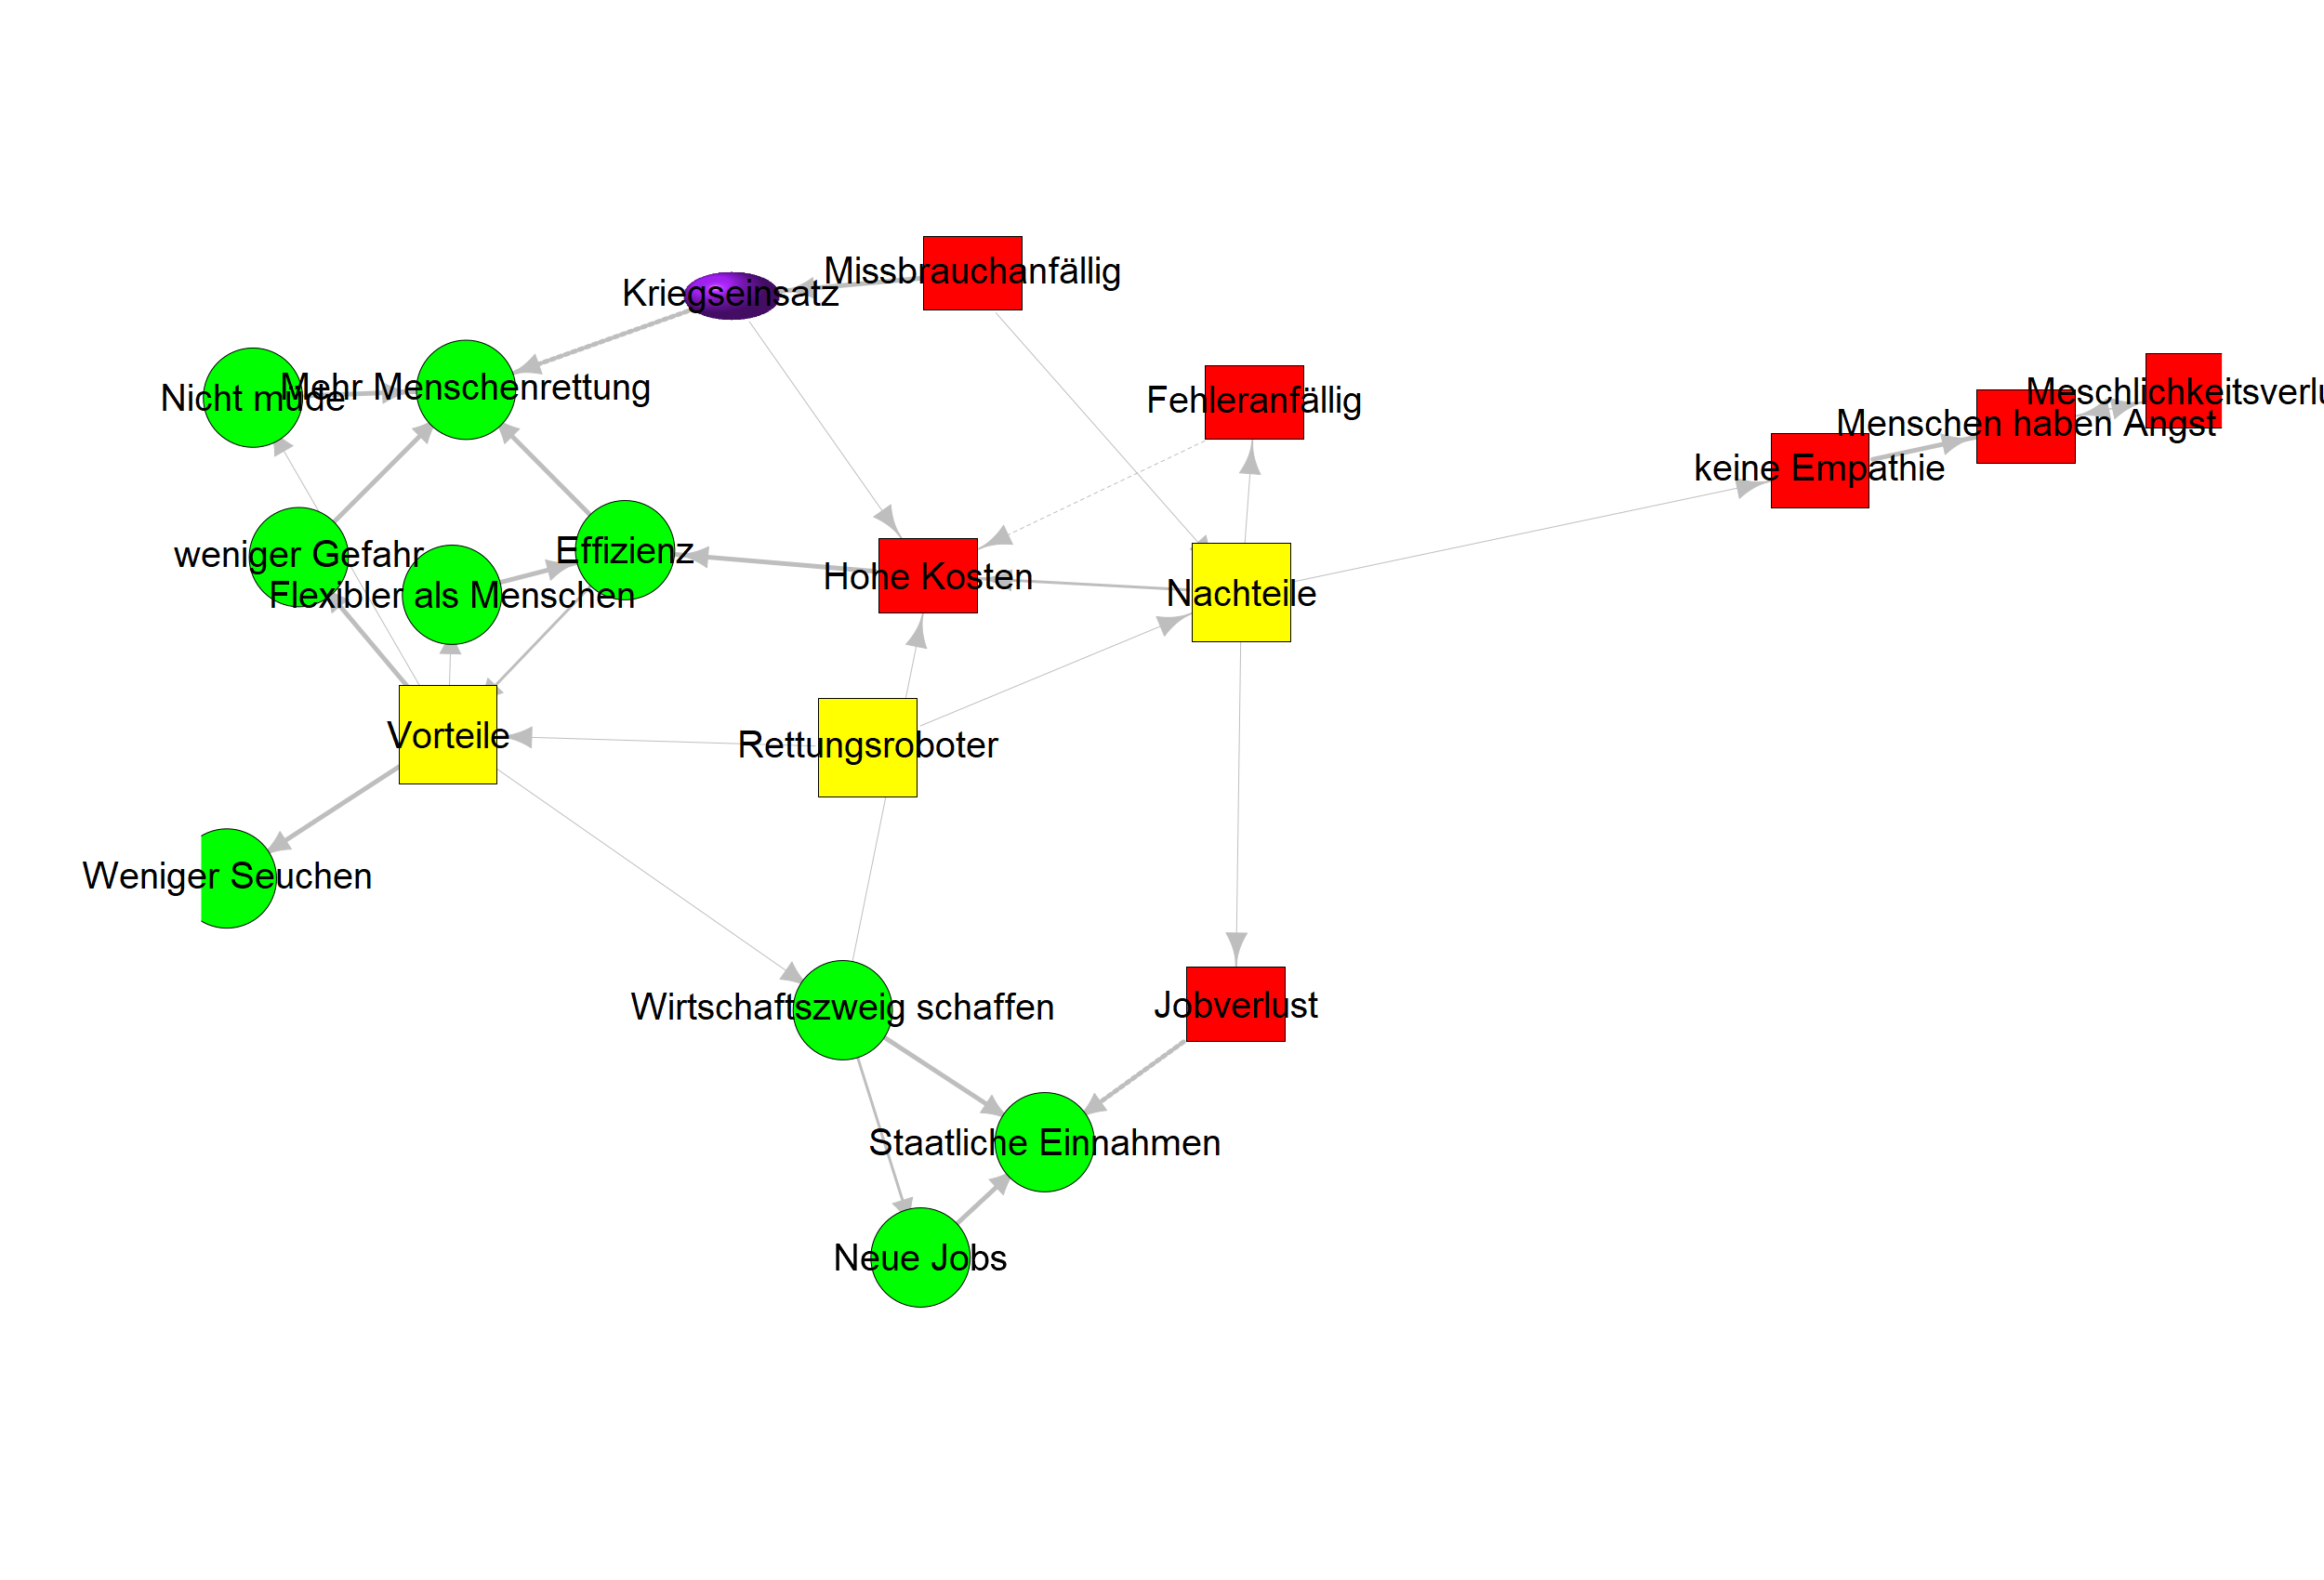 Missbrauchanfällig
Kriegseinsatz
Nicht müde
Mehr Menschenrettung
Fehleranfällig
Meschlichkeitsverlu
Menschen haben Angst
keine Empathie
weniger Gefahr
Effizienz
Flexibler als Menschen
Hohe Kosten
Nachteile
Vorteile
Rettungsroboter
Weniger Seuchen
Wirtschaftszweig schaffen
Jobverlust
Staatliche Einnahmen
Neue Jobs